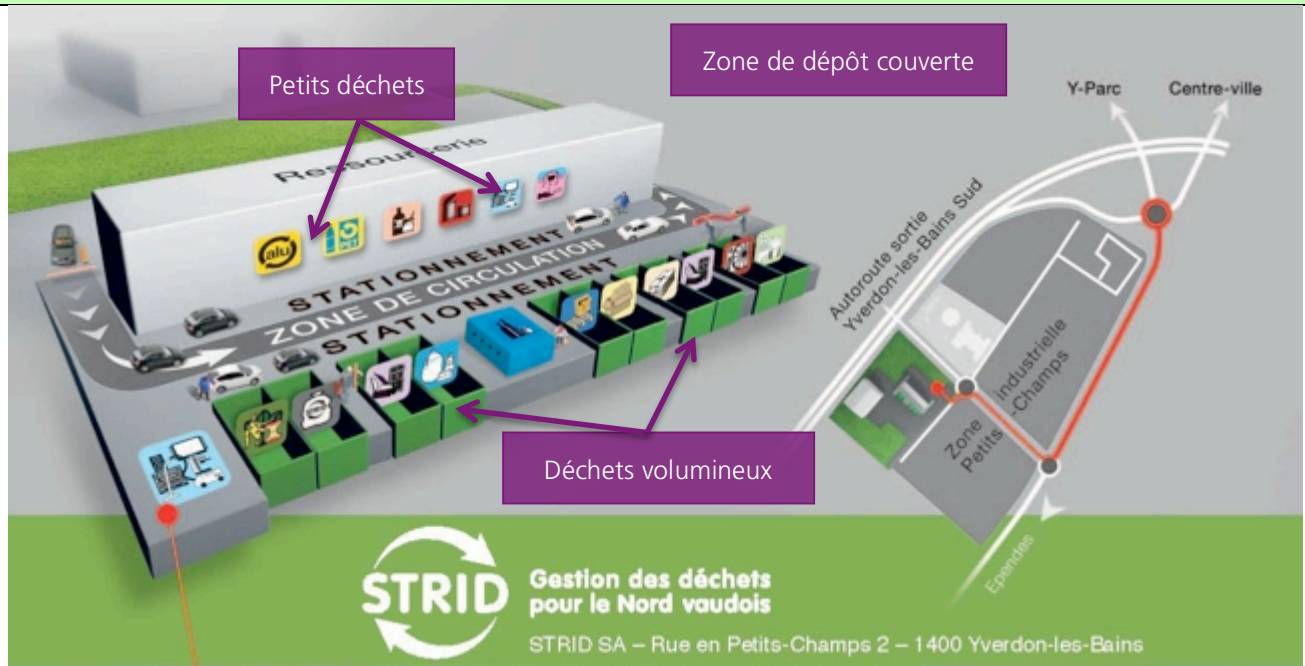 Petits déchets
Zone de dépôt couverte
Y-Parc
Centre-ville
Ressourcerie
alu
PET
STATIONNEMENT
ZONE DE CIRCULATION
STATIONNEMENT
Autoroute sortie
Yverdon-les-Bains Sud
Zone industrielle
Petits-Champs
Déchets volumineux
Ependes
STRID
Gestion des déchets
pour le Nord vaudois
STRID SA – Rue en Petits-Champs 2 – 1400 Yverdon-les-Bains